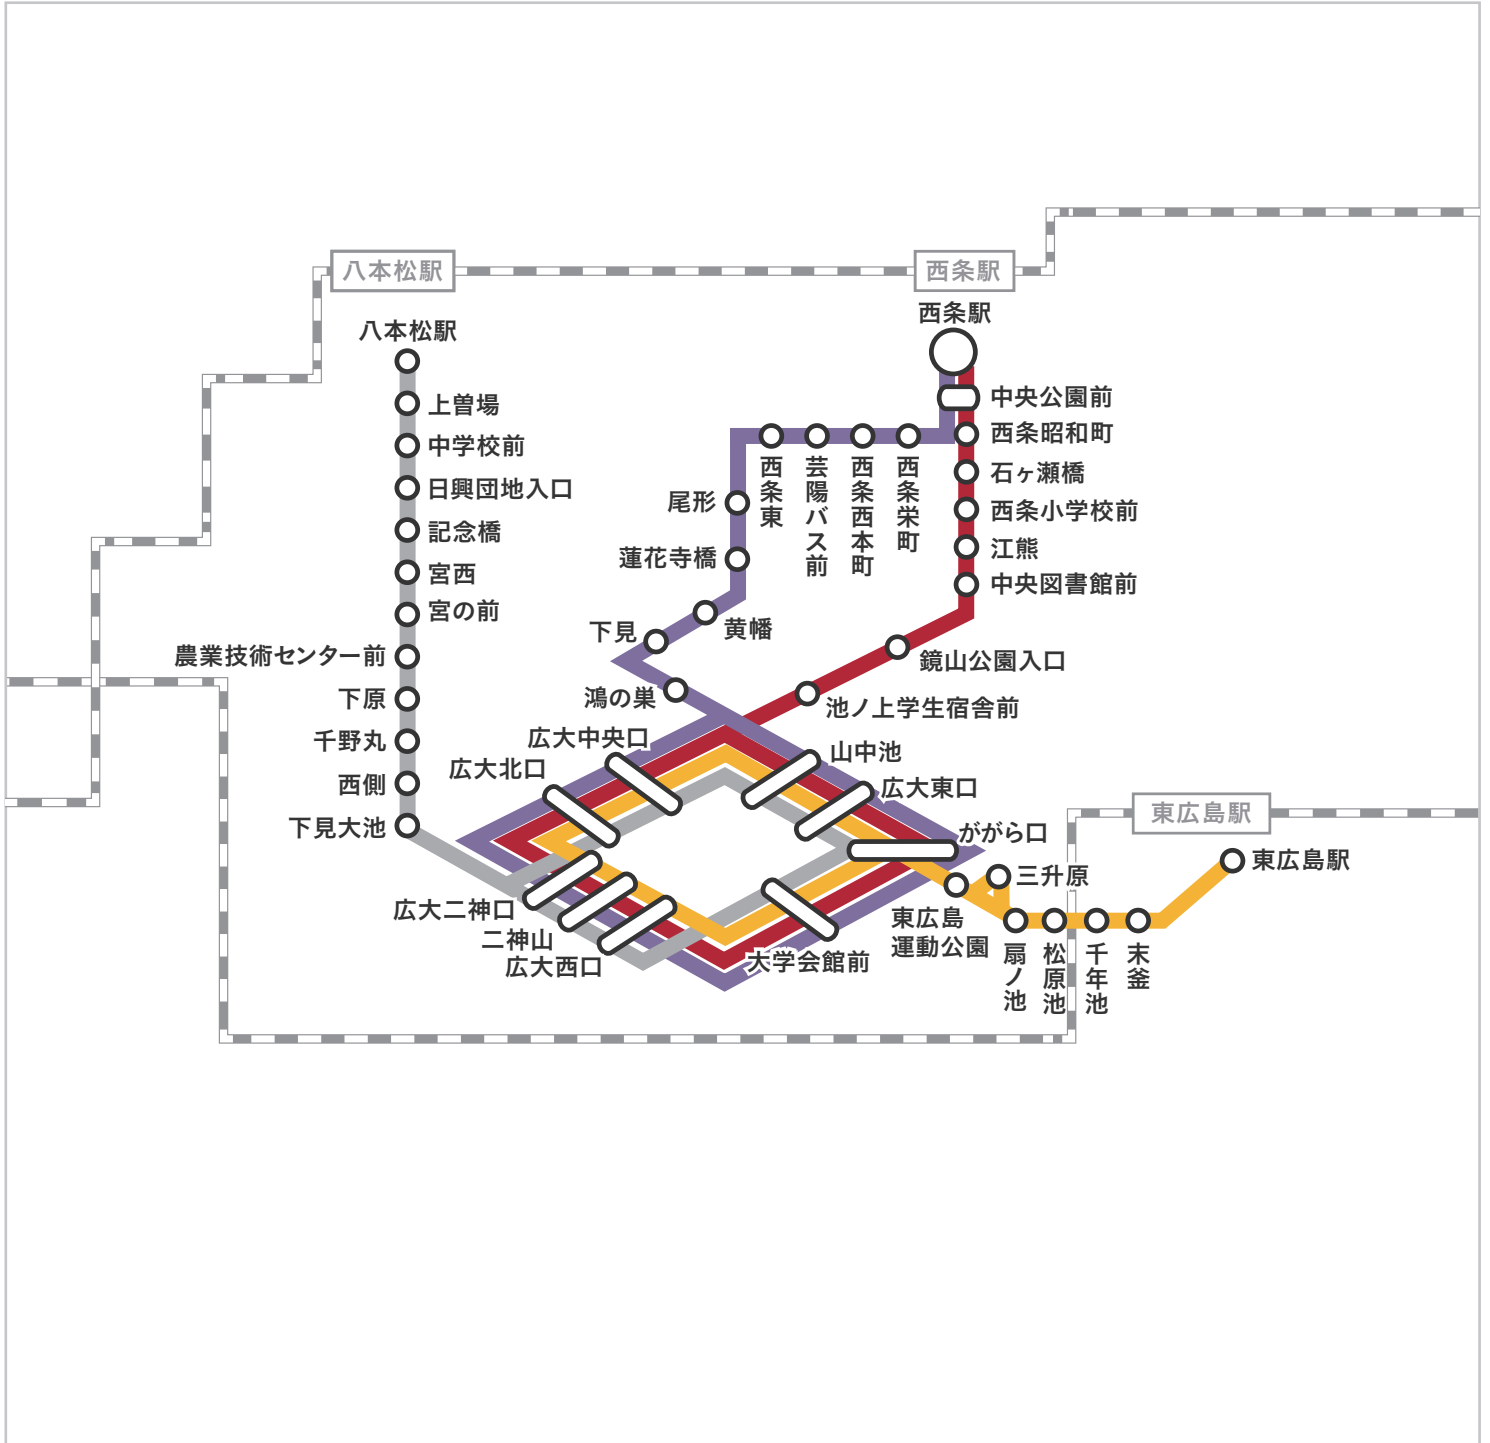 八本松駅
西条駅
西条駅
八本松駅
中央公園前
上曽場
西条昭和町
中学校前
石ヶ瀬橋
日興団地入口
西条小学校前
記念橋
江熊
宮西
中央図書館前
宮の前
西条東
芸陽バス前
西条西本町
西条栄町
尾形
蓮花寺橋
黄幡
下見
農業技術センター前
鏡山公園入口
下原
鴻の巣
池ノ上学生宿舎前
千野丸
広大中央口
山中池
広大北口
西側
広大東口
東広島駅
下見大池
ががら口
東広島駅
三升原
広大二神口
東広島
運動公園
二神山
広大西口
大学会館前
扇ノ池
松原池
千年池
末釜